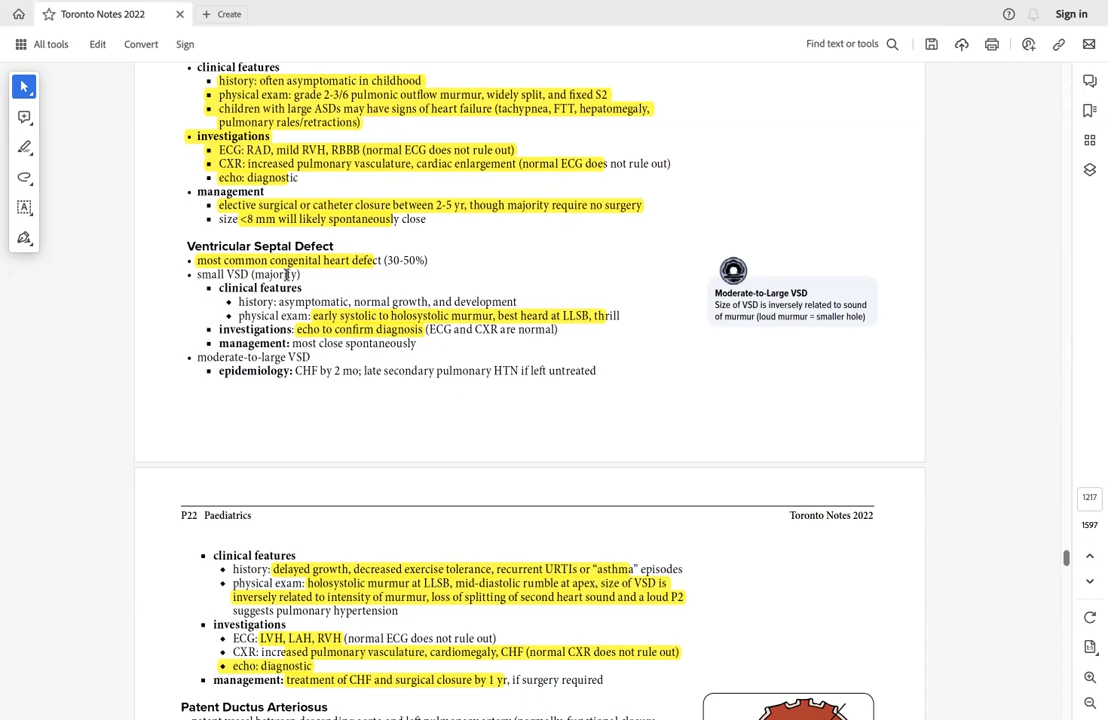 Toronto Notes 2022
Create
Sign in
All tools
Edit
Convert
Sign
Find text or tools
• clinical features
▪ history: often asymptomatic in childhood
▪ physical exam: grade 2-3/6 pulmonic outflow murmur, widely split, and fixed S2
▪ children with large ASDs may have signs of heart failure (tachypnea, FTT, hepatomegaly,
pulmonary rales/retractions)
• investigations
▪ ECG: RAD, mild RVH, RBBB (normal ECG does not rule out)
▪ CXR: increased pulmonary vasculature, cardiac enlargement (normal ECG does not rule out)
▪ echo: diagnostic
• management
▪ elective surgical or catheter closure between 2-5 yr, though majority require no surgery
▪ size <8 mm will likely spontaneously close
Ventricular Septal Defect
• most common congenital heart defect (30-50%)
• small VSD (majority)
▪ clinical features
◆ history: asymptomatic, normal growth, and development
◆ physical exam: early systolic to holosystolic murmur, best heard at LLSB, thrill
▪ investigations: echo to confirm diagnosis (ECG and CXR are normal)
▪ management: most close spontaneously
• moderate-to-large VSD
▪ epidemiology: CHF by 2 mo; late secondary pulmonary HTN if left untreated
Moderate-to-Large VSD
Size of VSD is inversely related to sound
of murmur (loud murmur = smaller hole)
P22 Paediatrics
Toronto Notes 2022
▪ clinical features
◆ history: delayed growth, decreased exercise tolerance, recurrent URTIs or “asthma” episodes
◆ physical exam: holosystolic murmur at LLSB, mid-diastolic rumble at apex, size of VSD is
inversely related to intensity of murmur, loss of splitting of second heart sound and a loud P2
suggests pulmonary hypertension
▪ investigations
◆ ECG: LVH, LAH, RVH (normal ECG does not rule out)
◆ CXR: increased pulmonary vasculature, cardiomegaly, CHF (normal CXR does not rule out)
◆ echo: diagnostic
▪ management: treatment of CHF and surgical closure by 1 yr, if surgery required
Patent Ductus Arteriosus
1217
1597